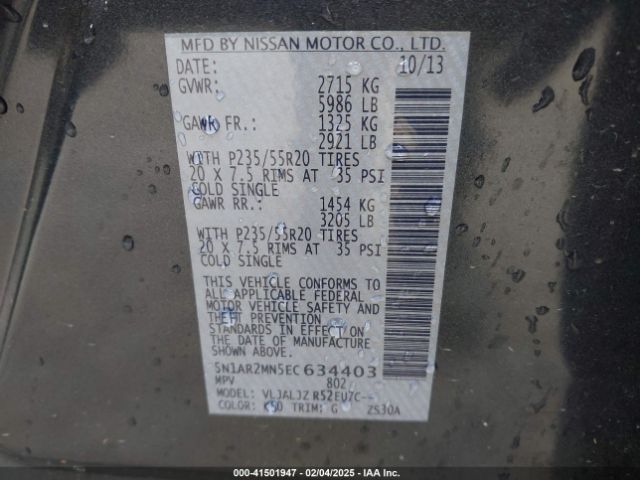 MFD BY NISSAN MOTOR CO., LTD.
DATE: 10/13
GVWR: 2715 KG
5986 LB
GAWR FR.: 1325 KG
2921 LB
WITH P235/55R20 TIRES
20 X 7.5 RIMS AT 35 PSI
COLD SINGLE
GAWR RR.: 1454 KG
3205 LB
WITH P235/55R20 TIRES
20 X 7.5 RIMS AT 35 PSI
COLD SINGLE
THIS VEHICLE CONFORMS TO
ALL APPLICABLE FEDERAL
MOTOR VEHICLE SAFETY AND
THEFT PREVENTION
STANDARDS IN EFFECT ON
THE DATE OF MANUFACTURE
SHOWN ABOVE.
5N1AR2MN5EC634403
MPV 802
MODEL: VLJALJZ R52EU7C--
COLOR: K50 TRIM: G ZS30A
000-41501947 - 02/04/2025 - IAA Inc.